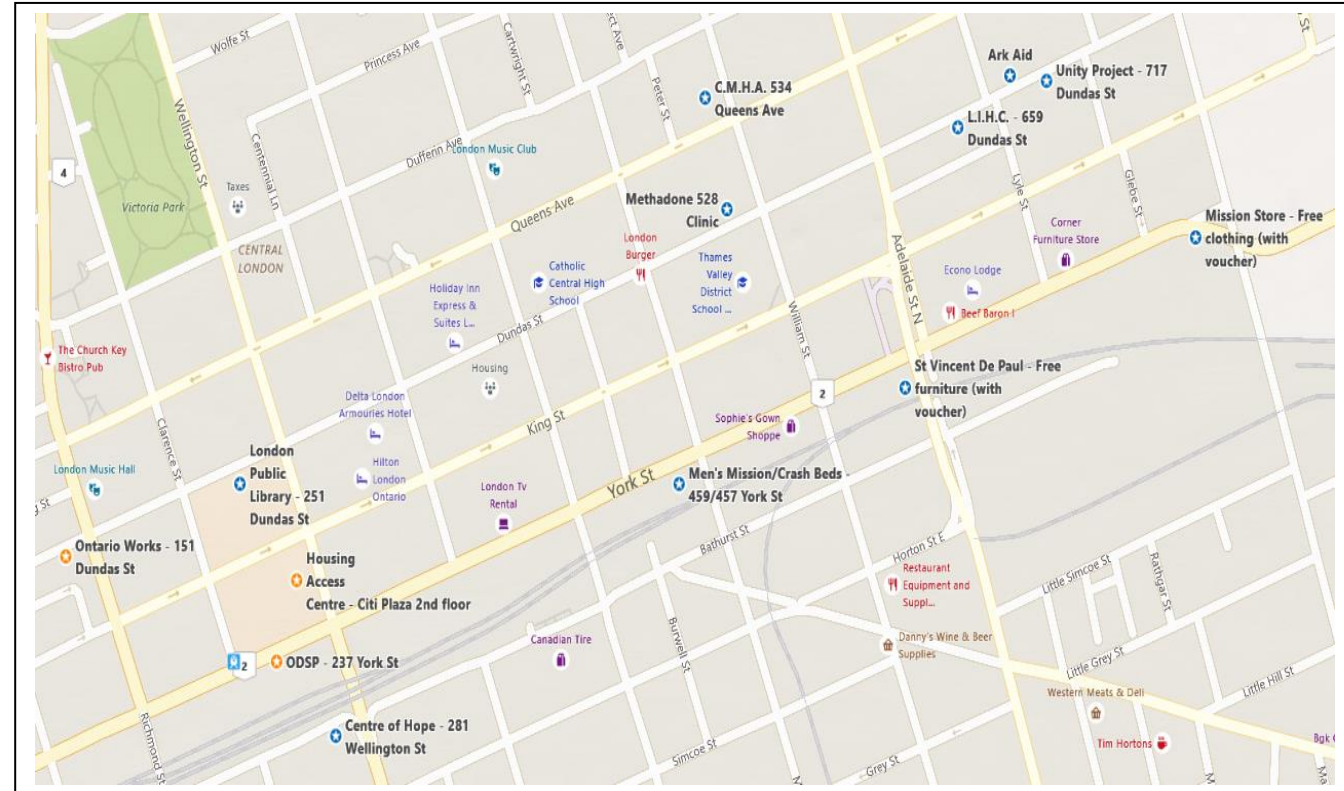 Wolfe St
Princess Ave
Cartwright St
Peter St
Ark Aid
Unity Project - 717
Dundas St
C.M.H.A. 534
Queens Ave
L.I.H.C. - 659
Dundas St
Wellington St
Centennial Ln
Dufferin Ave
London Music Club
4
Taxes
Victoria Park
CENTRAL
LONDON
Queens Ave
Methadone 528
Clinic
Lyle St
Glebe St
Mission Store - Free
clothing (with
voucher)
Corner
Furniture Store
London
Burger
Adelaide St N
Catholic
Central High
School
Thames
Valley
District
School ...
Econo Lodge
Holiday Inn
Express &
Suites L...
Beef Baron I
Dundas St
William St
The Church Key
Bistro Pub
Housing
St Vincent De Paul - Free
furniture (with
voucher)
2
Delta London
Armouries Hotel
Clarence St
King St
Sophie's Gown
Shoppe
London Music Hall
London
Public
Library - 251
Dundas St
Hilton
London
Ontario
London Tv
Rental
York St
Men's Mission/Crash Beds -
459/457 York St
Ontario Works - 151
Dundas St
Housing
Access
Centre - Citi Plaza 2nd floor
Bathurst St
Horton St E
Restaurant
Equipment and
Suppl...
Little Simcoe St
Rathgar St
Burwell St
Canadian Tire
Danny's Wine & Beer
Supplies
2
ODSP - 237 York St
Little Grey St
Little Hill St
Western Meats & Deli
Richmond St
Centre of Hope - 281
Wellington St
Simcoe St
Grey St
Tim Hortons